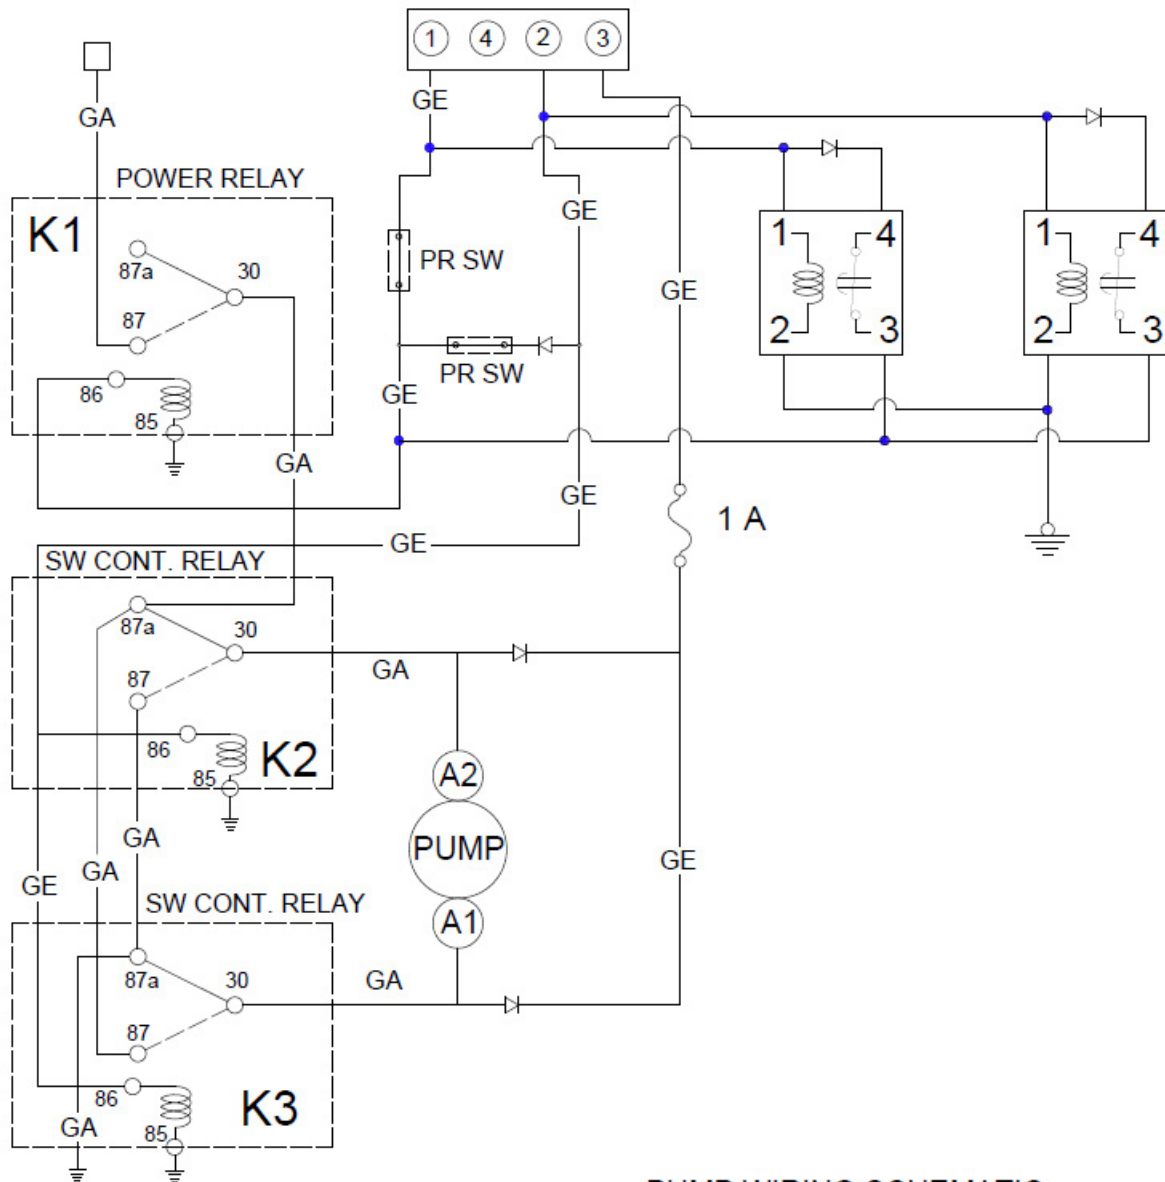 1 4 2 3
GA
GE
POWER RELAY
K1
87a
30
87
86
85
GA
GE
PR SW
PR SW
GE
GE
GE
1 4
2 3
1 4
2 3
1 A
GE
SW CONT. RELAY
87a
30
87
86
85
K2
GA
A2
PUMP
A1
GE
GA
GA
GE
SW CONT. RELAY
87a
30
87
86
85
K3
GA
GA
PUMP WIRING SCHEMATIC